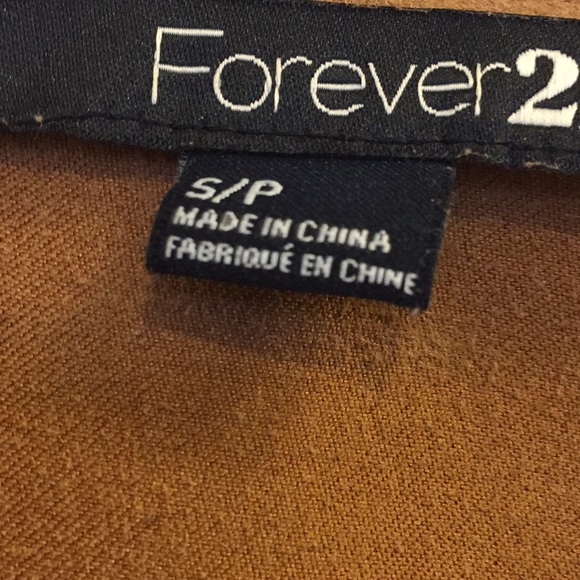 Forever2
S/P
MADE IN CHINA
FABRIQUÉ EN CHINE